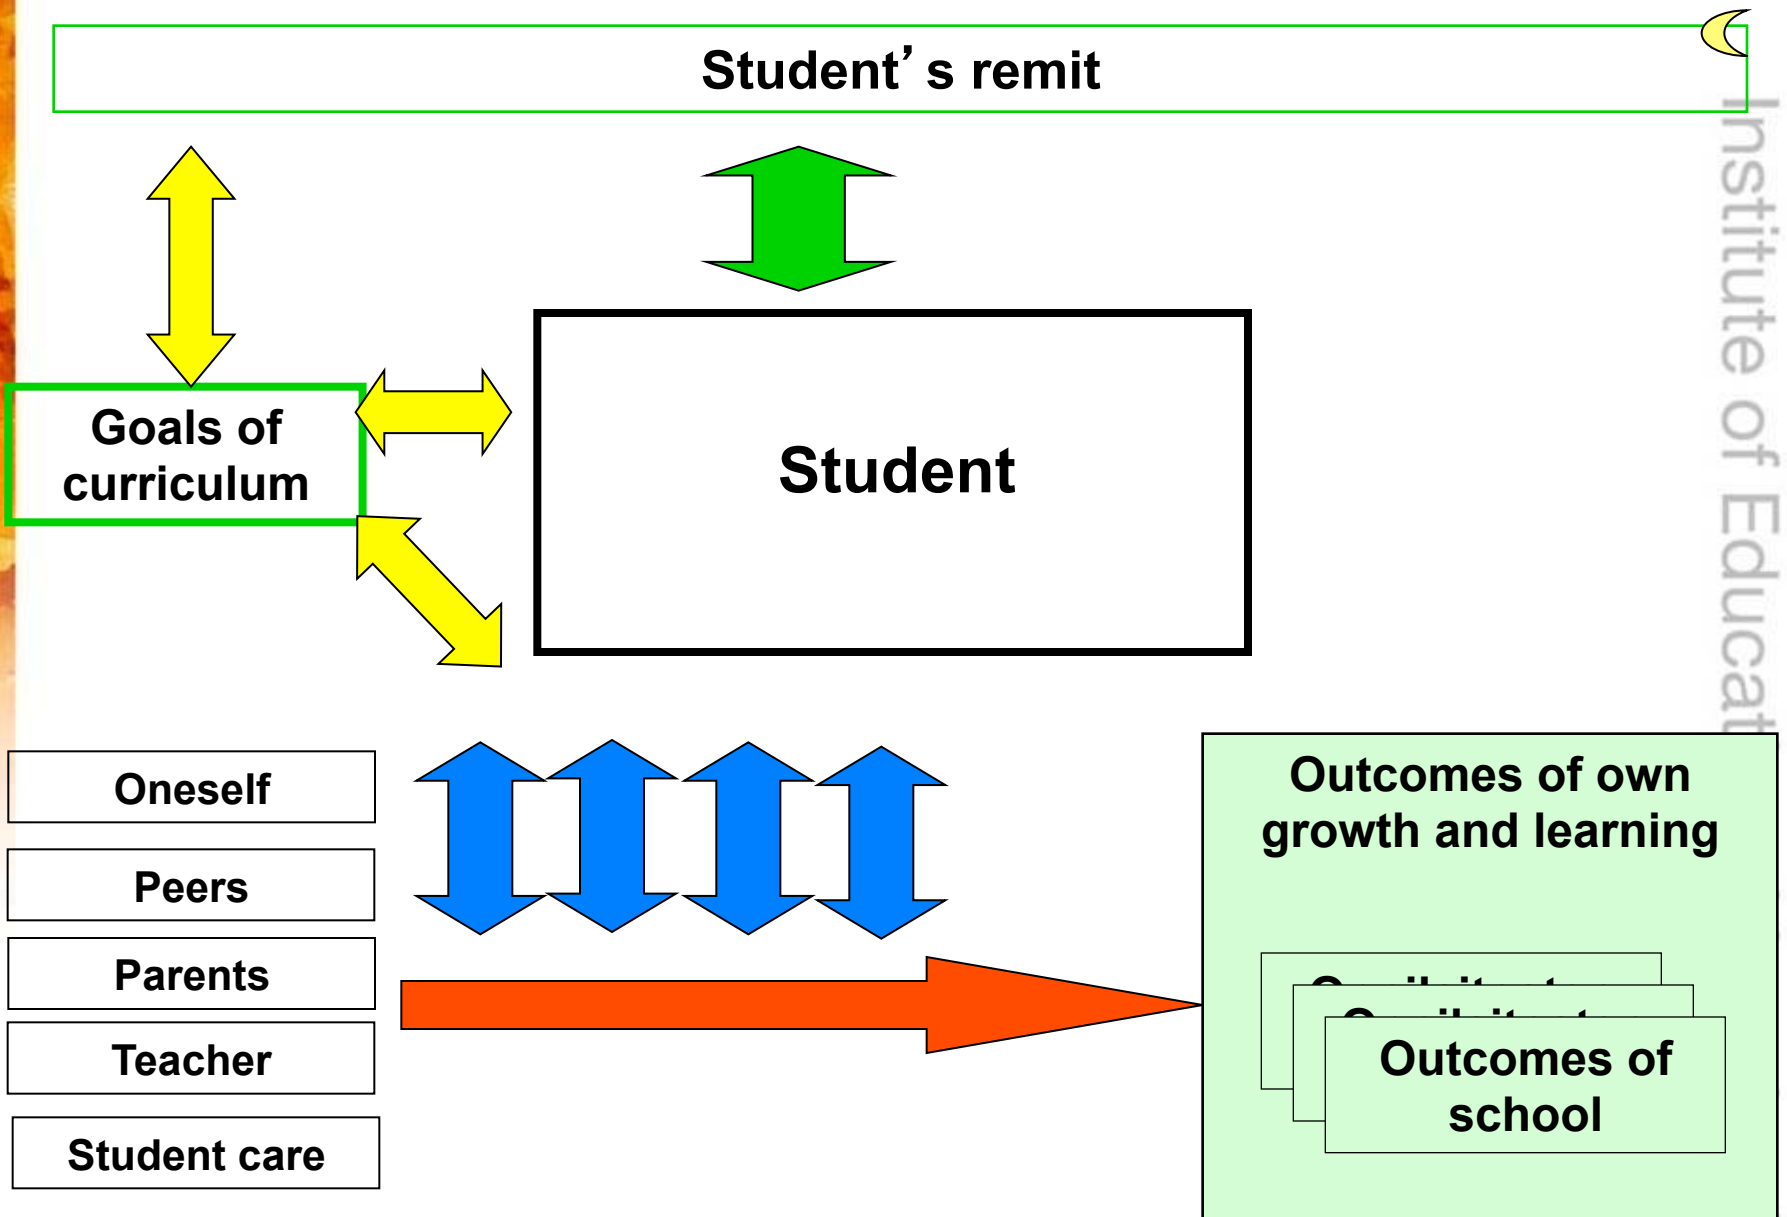 Student’s remit
Institute of Educat
Goals of
curriculum
Student
Oneself
Peers
Parents
Teacher
Student care
Outcomes of own
growth and learning
Outcomes of
school